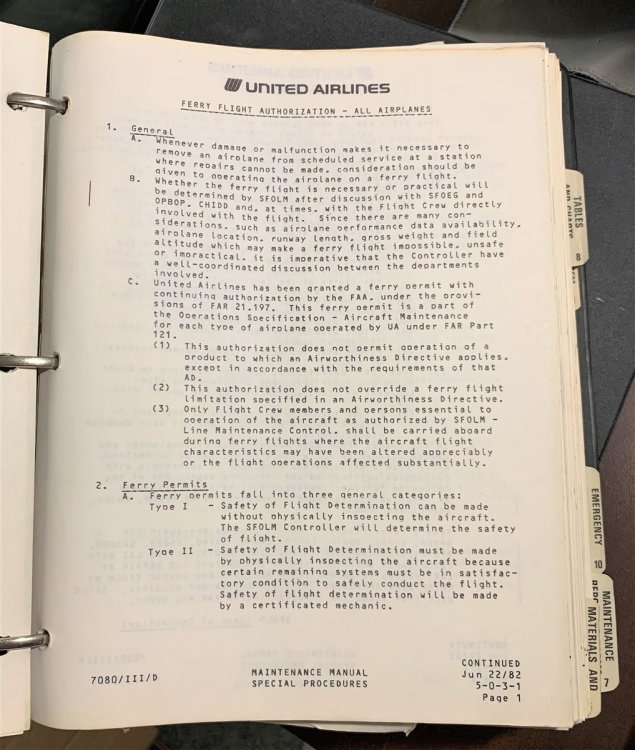 UNITED AIRLINES
FERRY FLIGHT AUTHORIZATION - ALL AIRPLANES
1. General
A. Whenever damage or malfunction makes it necessary to
remove an airplane from scheduled service at a station
where repairs cannot be made, consideration should be
given to operating the airplane on a ferry flight.
B. Whether the ferry flight is necessary or practical will
be determined by SFOLM after discussion with SFOEG and
OPBOP, CHIDD and, at times, with the Flight Crew directly
involved with the flight. Since there are many con-
siderations, such as airplane performance data availability,
airplane location, runway length, gross weight and field
altitude which may make a ferry flight impossible, unsafe
or impractical, it is imperative that the Controller have
a well-coordinated discussion between the departments
involved.
C. United Airlines has been granted a ferry permit with
continuing authorization by the FAA, under the provi-
sions of FAR 21.197. This ferry permit is a part of
the Operations Specification - Aircraft Maintenance
for each type of airplane operated by UA under FAR Part
121.
(1) This authorization does not permit operation of a
product to which an Airworthiness Directive applies,
except in accordance with the requirements of that
AD.
(2) This authorization does not override a ferry flight
limitation specified in an Airworthiness Directive.
(3) Only Flight Crew members and persons essential to
operation of the aircraft as authorized by SFOLM -
Line Maintenance Control, shall be carried aboard
during ferry flights where the aircraft flight
characteristics may have been altered appreciably
or the flight operations affected substantially.
2. Ferry Permits
A. Ferry permits fall into three general categories:
Type I - Safety of Flight Determination can be made
without physically inspecting the aircraft.
The SFOLM Controller will determine the safety
of flight.
Type II - Safety of Flight Determination must be made
by physically inspecting the aircraft because
certain remaining systems must be in satisfac-
tory condition to safely conduct the flight.
Safety of flight determination will be made
by a certificated mechanic.
7080/III/D
MAINTENANCE MANUAL
SPECIAL PROCEDURES
CONTINUED
Jun 22/82
5-0-3-1
Page 1
TABLES
AND CHARTS
8
EMERGENCY
10
MAINTENANCE
7
MATERIALS AND